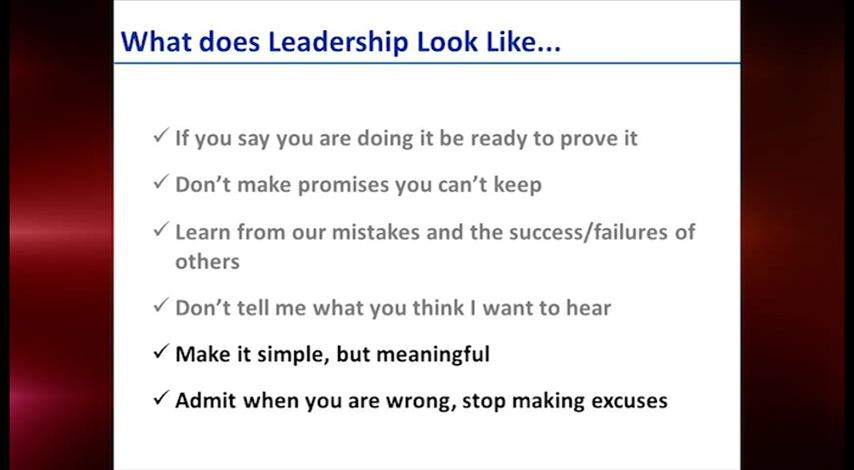 What does Leadership Look Like...
✓ If you say you are doing it be ready to prove it
✓ Don’t make promises you can’t keep
✓ Learn from our mistakes and the success/failures of
others
✓ Don’t tell me what you think I want to hear
✓ Make it simple, but meaningful
✓ Admit when you are wrong, stop making excuses